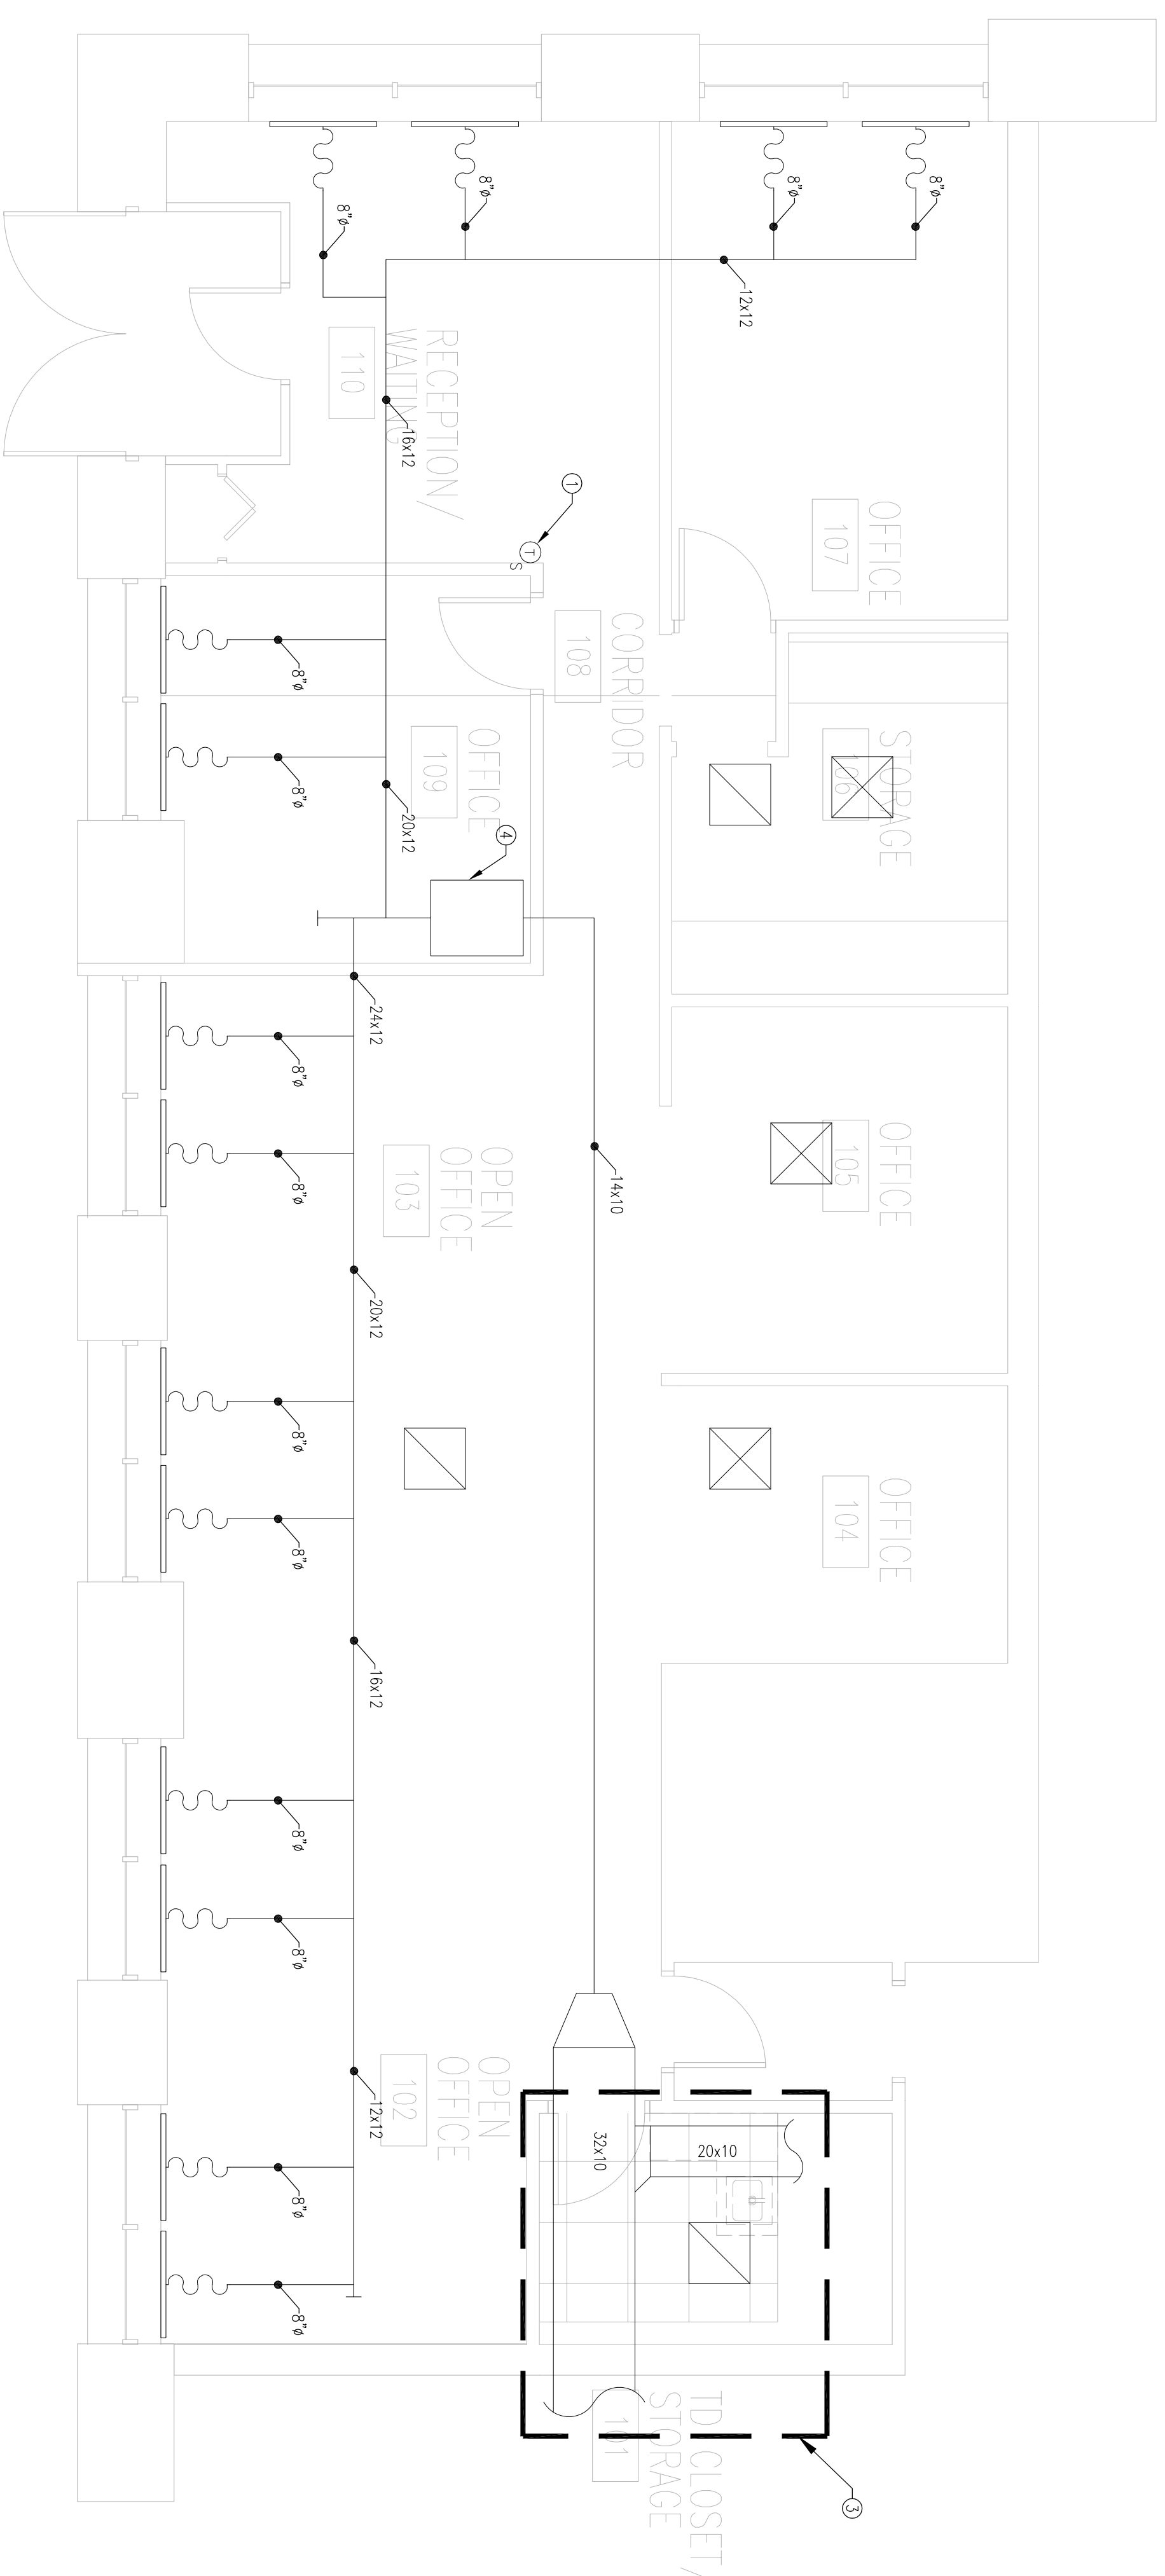 8"ø
8"ø
12x12
8"ø
8"ø
OFFICE
107
RECEPTION/
WAITING
110
16x12
1
T
S
CORRIDOR
108
STORAGE
106
OFFICE
109
20x12
8"ø
8"ø
4
24x12
14x10
OFFICE
105
OPEN
OFFICE
103
8"ø
8"ø
20x12
OFFICE
104
8"ø
8"ø
16x12
8"ø
8"ø
12x12
OPEN
OFFICE
102
20x10
32x10
8"ø
8"ø
3
TD CLOSET/
STORAGE
101